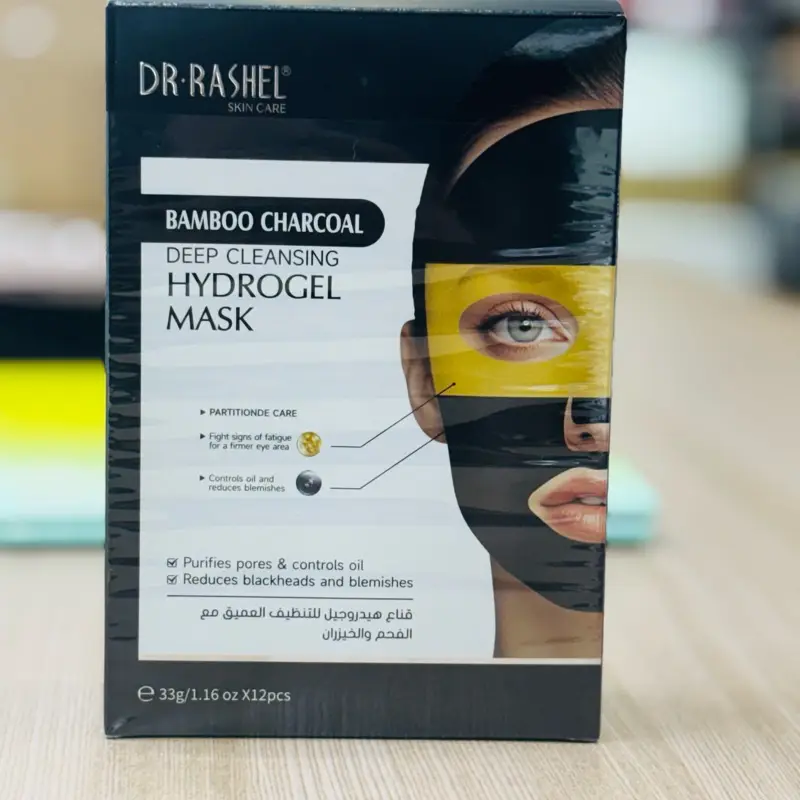 DR·RASHEL®
SKIN CARE
BAMBOO CHARCOAL
DEEP CLEANSING
HYDROGEL
MASK
▶ PARTITIONDE CARE
▶ Fight signs of fatigue
for a firmer eye area
▶ Controls oil and
reduces blemishes
☑ Purifies pores & controls oil
☑ Reduces blackheads and blemishes
قناع هيدروجيل للتنظيف العميق مع
الفحم والخيزران
℮ 33g/1.16 oz X12pcs